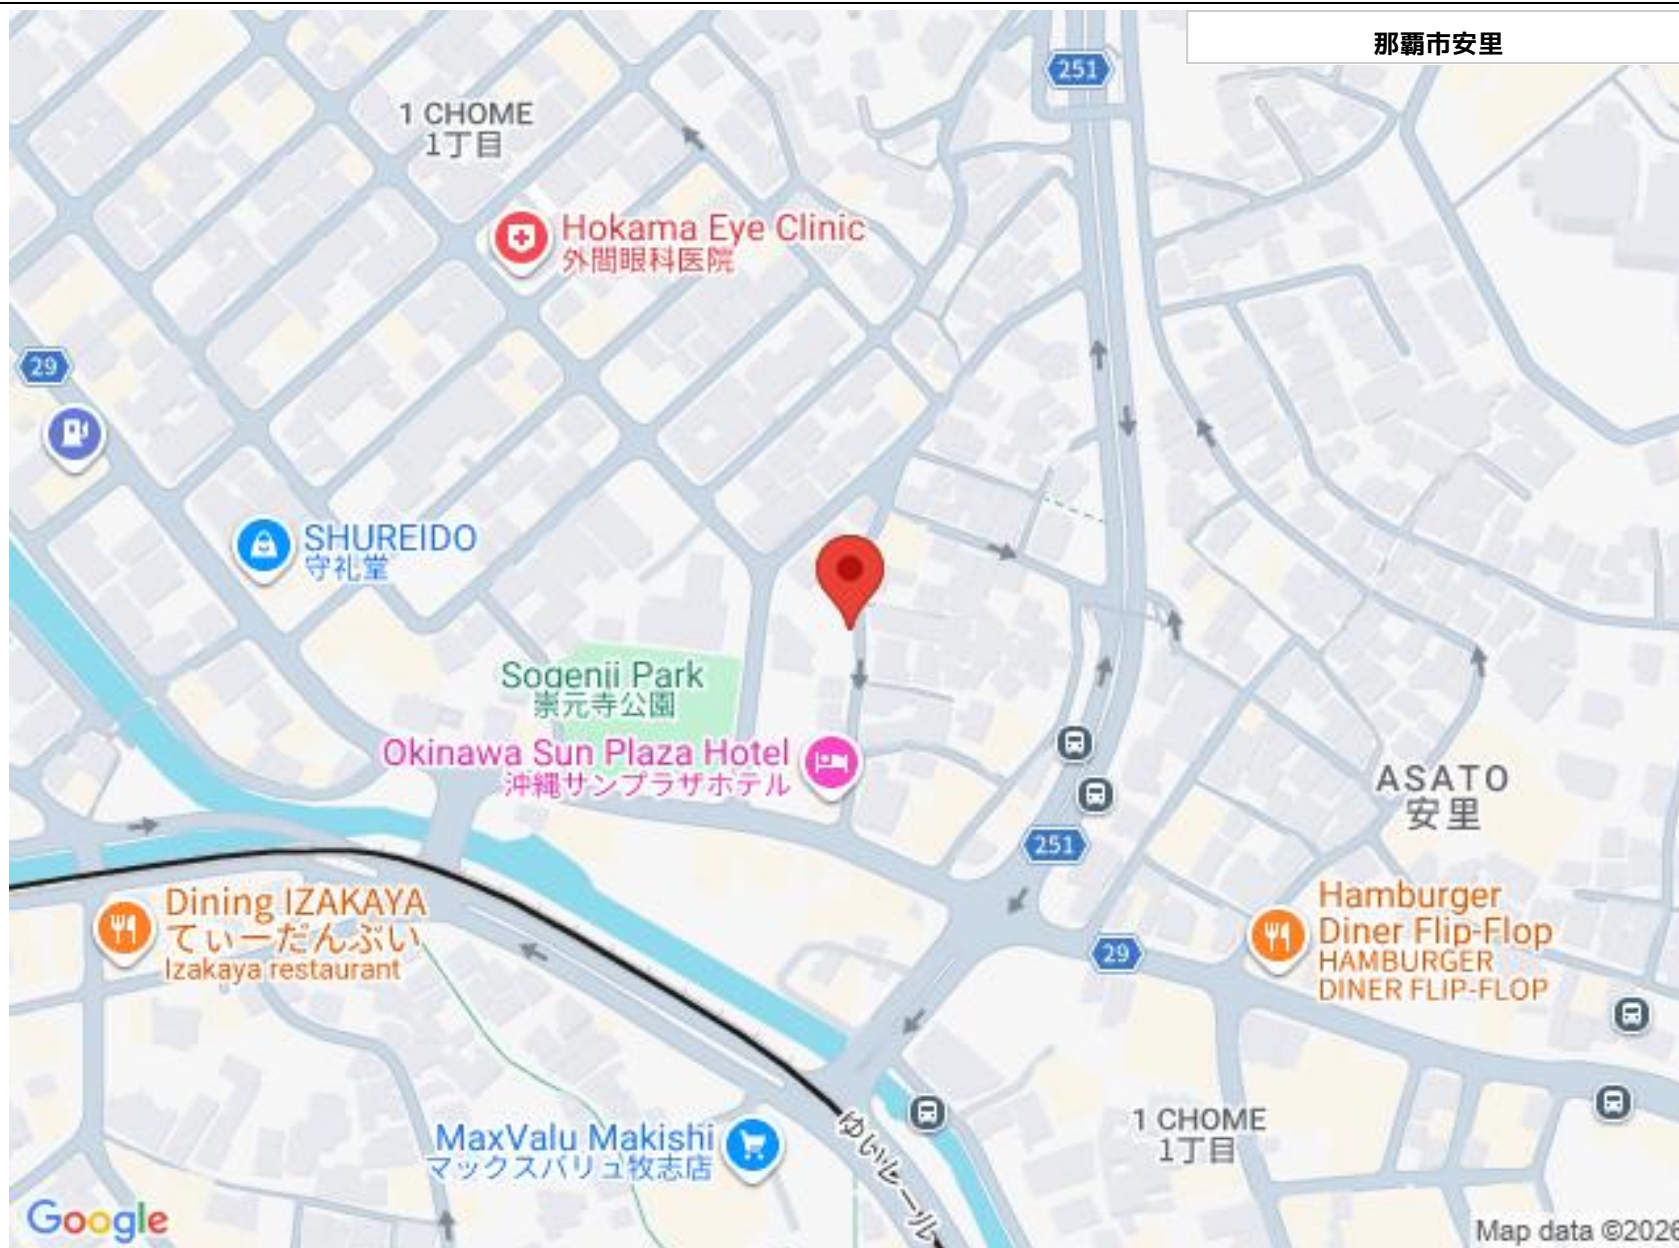 那覇市安里
251
1 CHOME
1丁目
Hokama Eye Clinic
外間眼科医院
29
SHUREIDO
守礼堂
Sogenji Park
崇元寺公園
Okinawa Sun Plaza Hotel
沖縄サンプラザホテル
ASATO
安里
251
Dining IZAKAYA
てぃーだんぶい
Izakaya restaurant
Hamburger
Diner Flip-Flop
HAMBURGER
DINER FLIP-FLOP
29
MaxValu Makishi
マックスバリュ牧志店
ゆいレール
1 CHOME
1丁目
Google
Map data ©2026